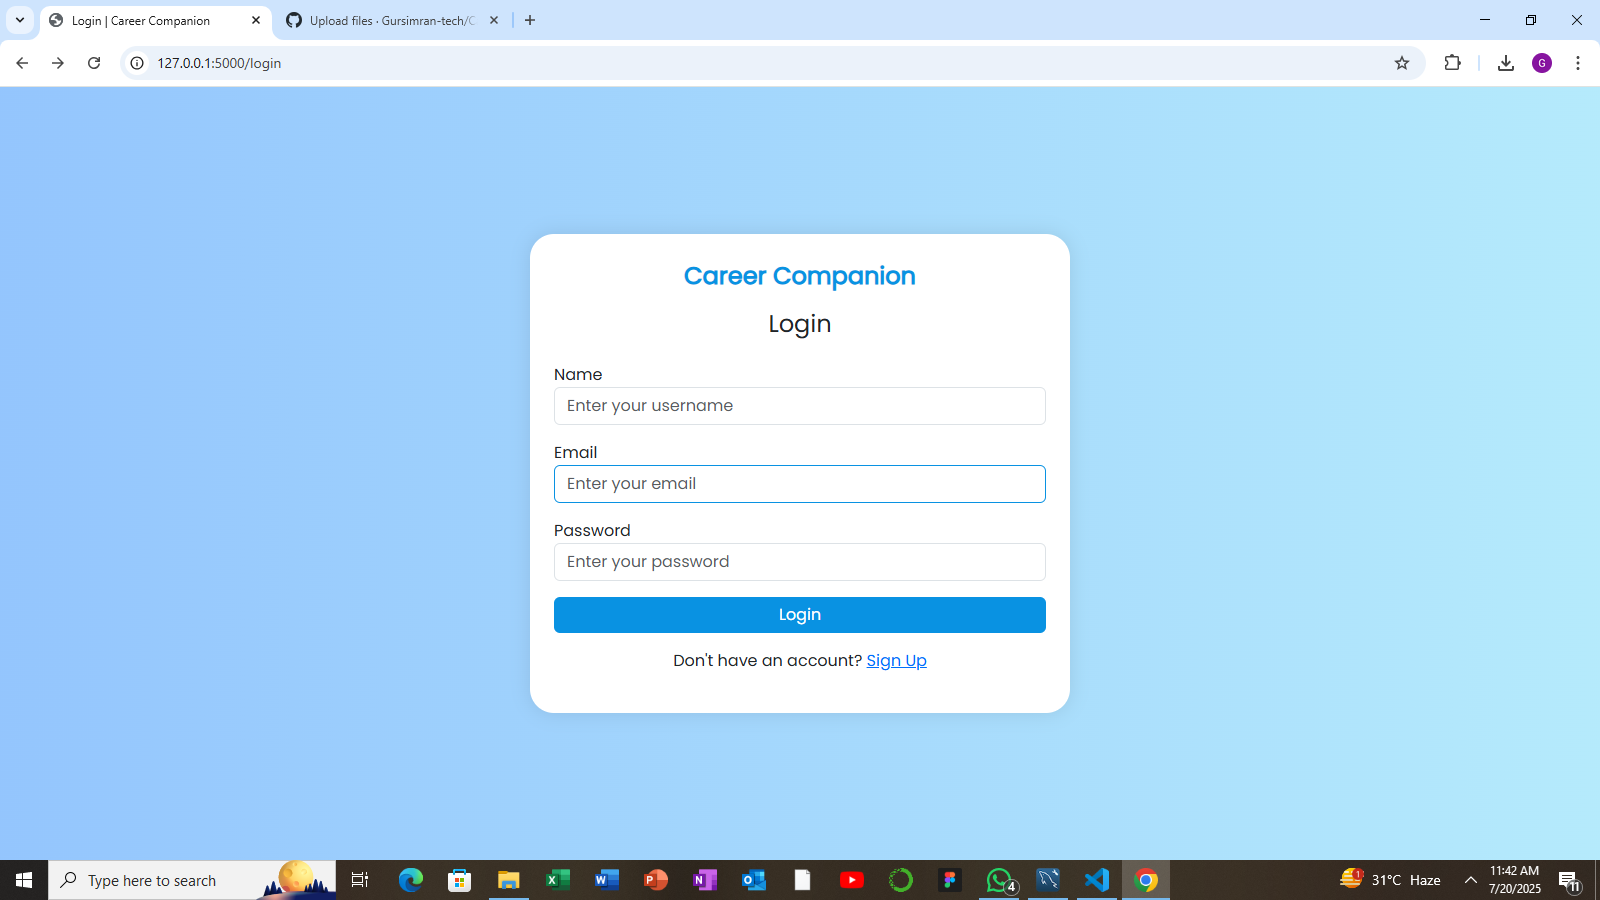 Login | Career Companion
Upload files · Gursimran-tech/C
127.0.0.1:5000/login
G
Career Companion
Login
Name
Enter your username
Email
Enter your email
Password
Enter your password
Login
Don't have an account? Sign Up
Type here to search
4
1
31°C Haze
11:42 AM
7/20/2025
11